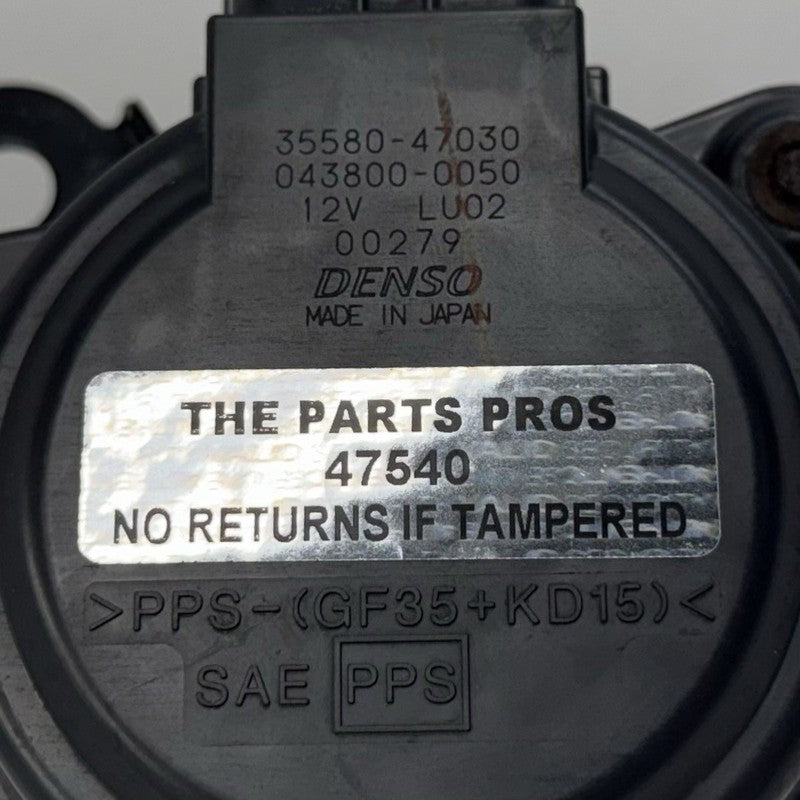 35580-47030
043800-0050
12V LU02
00279
DENSO
MADE IN JAPAN
THE PARTS PROS
47540
NO RETURNS IF TAMPERED
>PPS-(GF35+KD15)<
SAE PPS